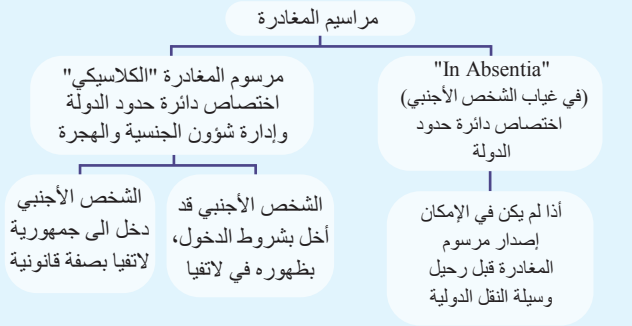 مراسيم المغادرة
مرسوم المغادرة "الكلاسيكي"
اختصاص دائرة حدود الدولة
وإدارة شؤون الجنسية والهجرة
"In Absentia"
(في غياب الشخص الأجنبي)
اختصاص دائرة حدود
الدولة
الشخص الأجنبي
دخل الى جمهورية
لاتفيا بصفة قانونية
الشخص الأجنبي قد
أخل بشروط الدخول،
بظهوره في لاتفيا
أذا لم يكن في الإمكان
إصدار مرسوم
المغادرة قبل رحيل
وسيلة النقل الدولية